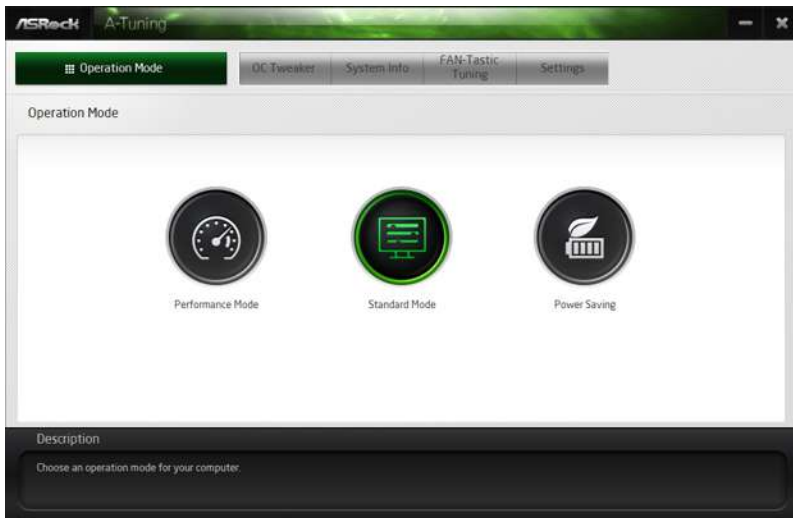 ASRock A-Tuning
Operation Mode OC Tweaker System Info FAN-Tastic Tuning Settings
Operation Mode
Performance Mode Standard Mode Power Saving
Description
Choose an operation mode for your computer.